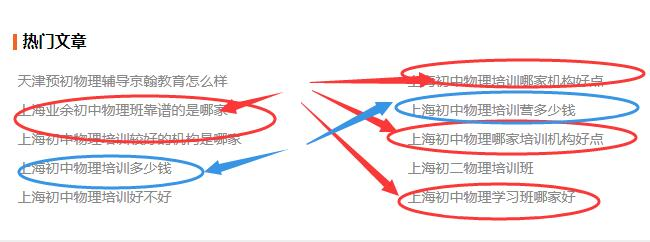 热门文章
天津预初物理辅导京翰教育怎么样
上海业余初中物理班靠谱的是哪家
上海初中物理培训较好的机构是哪家
上海初中物理培训多少钱
上海初中物理培训好不好
上海初中物理培训哪家机构好点
上海初中物理培训营多少钱
上海初中物理哪家培训机构好点
上海初二物理培训班
上海初中物理学习班哪家好